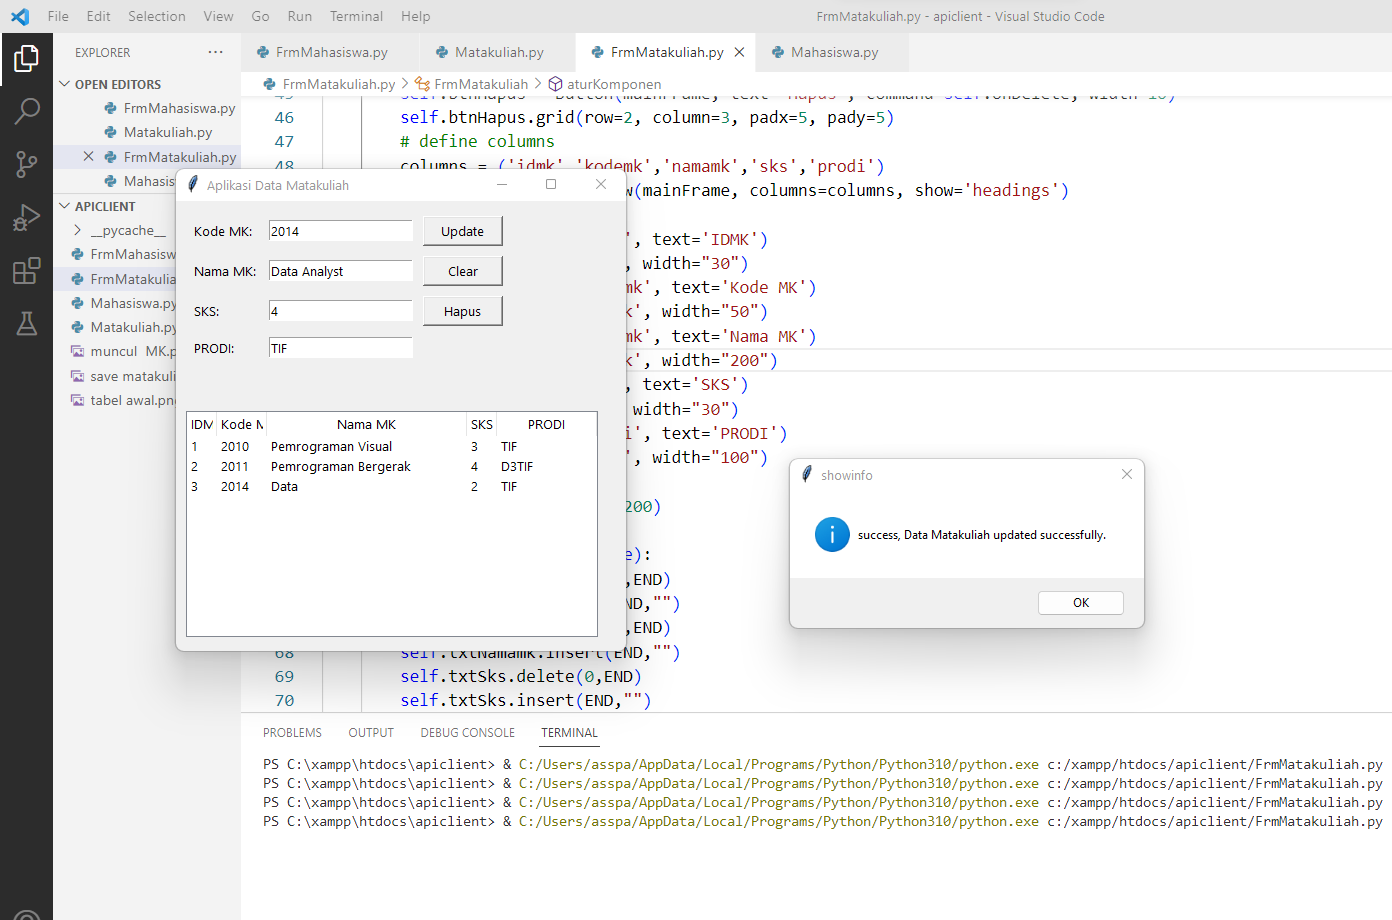 File Edit Selection View Go Run Terminal Help
FrmMatakuliah.py - apiclient - Visual Studio Code
EXPLORER ···
OPEN EDITORS
FrmMahasiswa.py
Matakuliah.py
FrmMatakuliah.py
Mahasis
APICLIENT
__pycache__
FrmMahasisw
FrmMatakulia
Mahasiswa.py
Matakuliah.py
muncul MK.p
save matakuli
tabel awal.pn
FrmMahasiswa.py Matakuliah.py FrmMatakuliah.py Mahasiswa.py
FrmMatakuliah.py > FrmMatakuliah > aturKomponen
46 self.btnHapus.grid(row=2, column=3, padx=5, pady=5)
47 # define columns
48 columns = ('idmk','kodemk','namamk','sks','prodi')
w(mainFrame, columns=columns, show='headings')
', text='IDMK')
, width="30")
mk', text='Kode MK')
k', width="50")
mk', text='Nama MK')
k', width="200")
, text='SKS')
width="30")
i', text='PRODI')
', width="100")
200)
e):
,END)
ND,"")
,END)
68 self.txtNamamk.insert(END,"")
69 self.txtSks.delete(0,END)
70 self.txtSks.insert(END,"")
Aplikasi Data Matakuliah
Kode MK: 2014 Update
Nama MK: Data Analyst Clear
SKS: 4 Hapus
PRODI: TIF
IDM Kode M Nama MK SKS PRODI
1 2010 Pemrograman Visual 3 TIF
2 2011 Pemrograman Bergerak 4 D3TIF
3 2014 Data 2 TIF
showinfo
success, Data Matakuliah updated successfully.
OK
PROBLEMS OUTPUT DEBUG CONSOLE TERMINAL
PS C:\xampp\htdocs\apiclient> & C:/Users/asspa/AppData/Local/Programs/Python/Python310/python.exe c:/xampp/htdocs/apiclient/FrmMatakuliah.py
PS C:\xampp\htdocs\apiclient> & C:/Users/asspa/AppData/Local/Programs/Python/Python310/python.exe c:/xampp/htdocs/apiclient/FrmMatakuliah.py
PS C:\xampp\htdocs\apiclient> & C:/Users/asspa/AppData/Local/Programs/Python/Python310/python.exe c:/xampp/htdocs/apiclient/FrmMatakuliah.py
PS C:\xampp\htdocs\apiclient> & C:/Users/asspa/AppData/Local/Programs/Python/Python310/python.exe c:/xampp/htdocs/apiclient/FrmMatakuliah.py